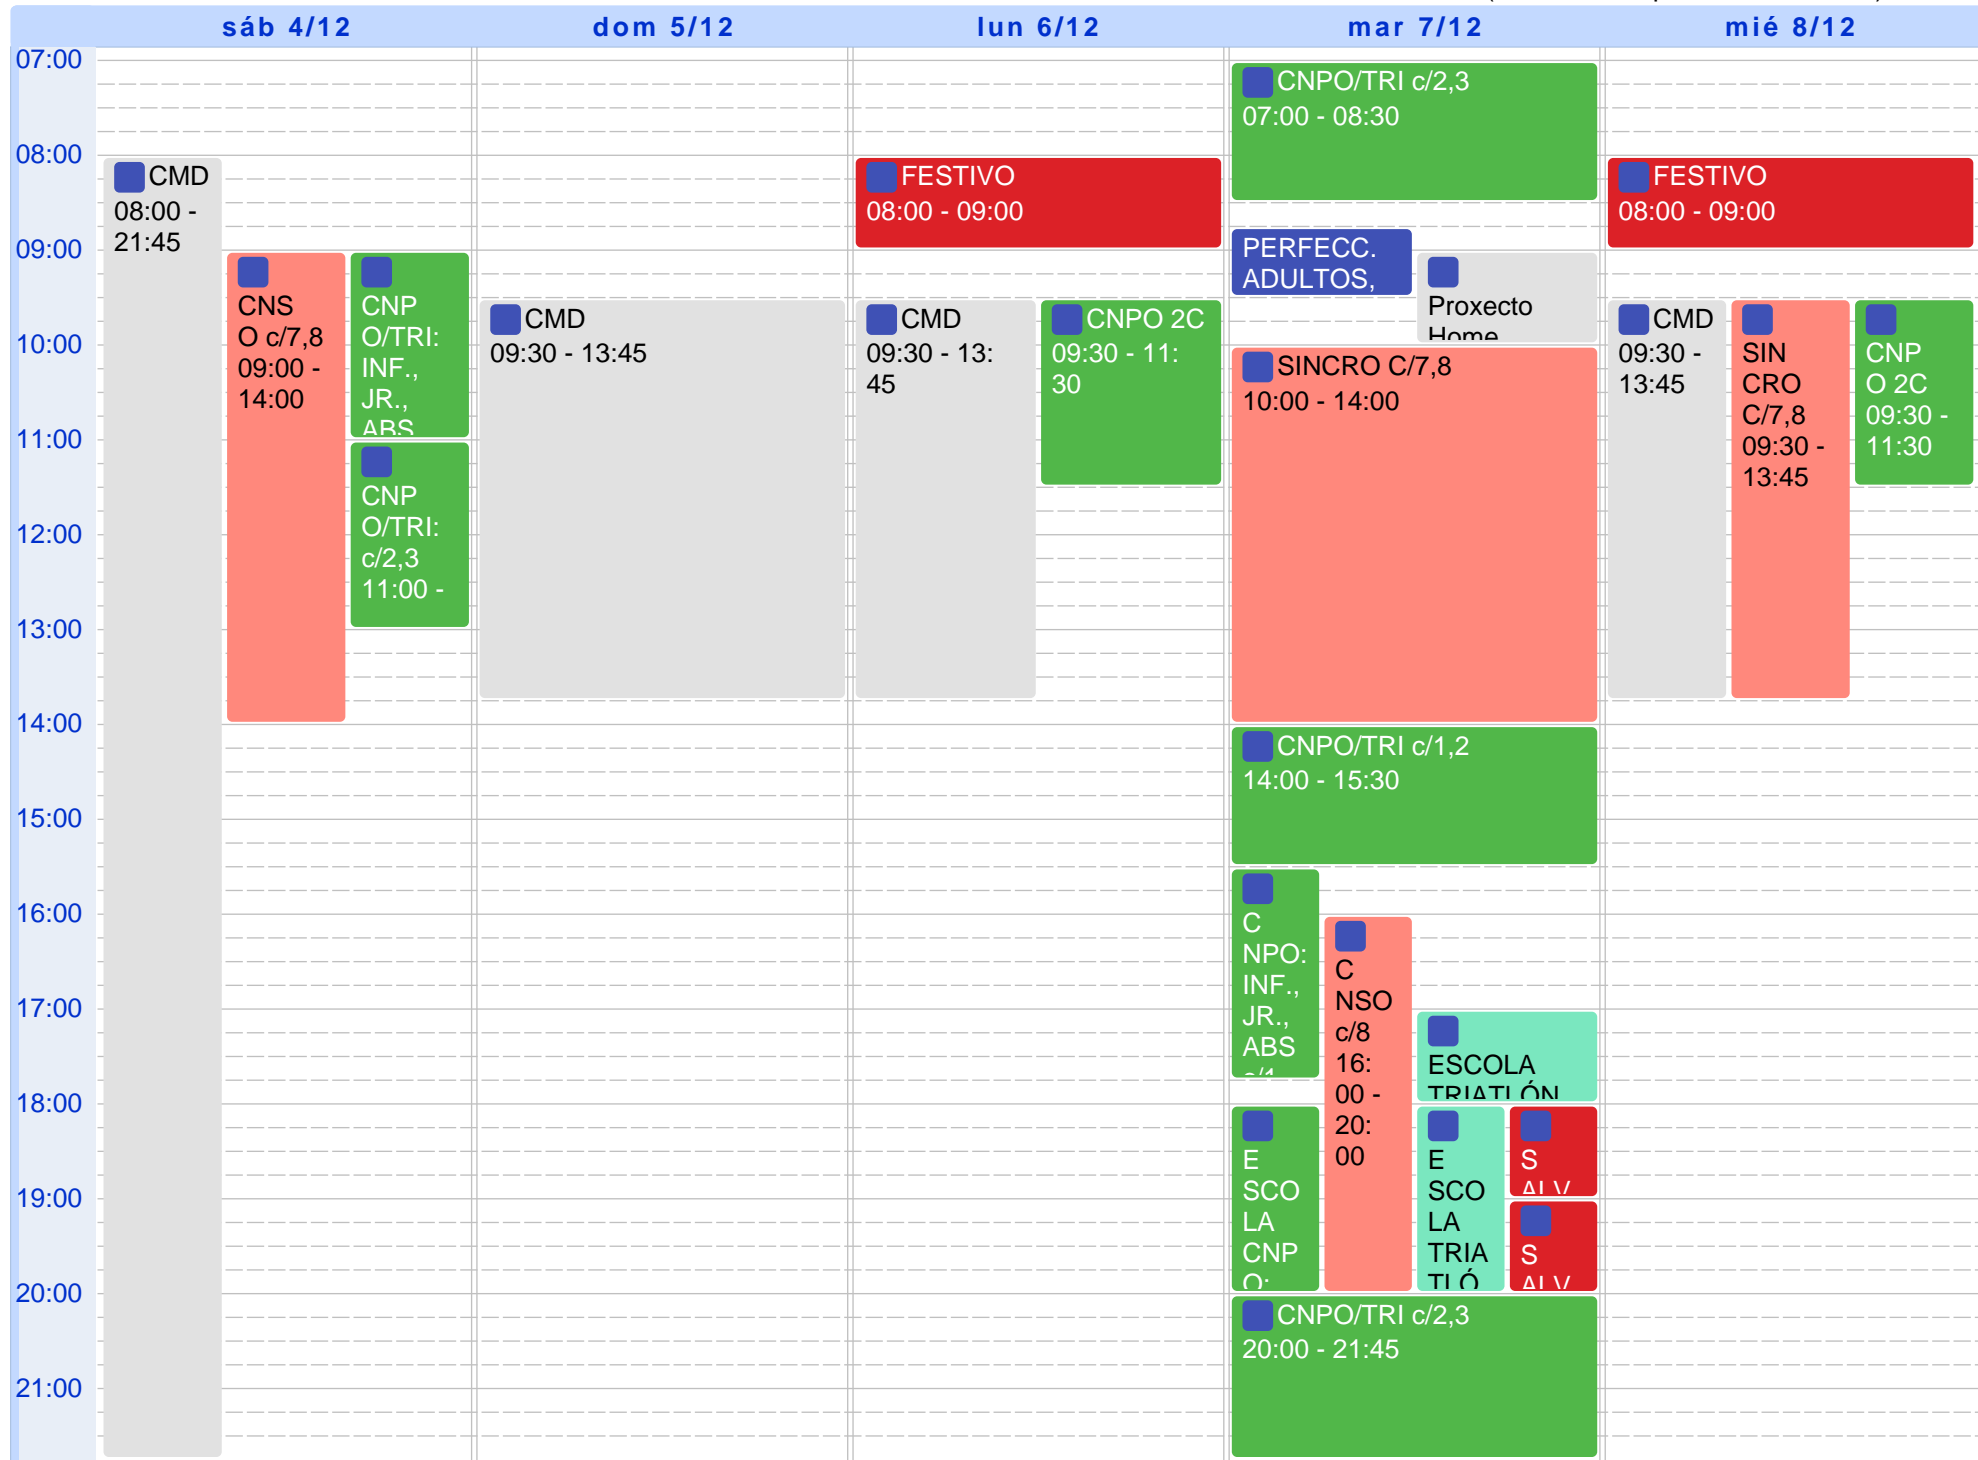 sáb 4/12
dom 5/12
lun 6/12
mar 7/12
mié 8/12
07:00
08:00
09:00
10:00
11:00
12:00
13:00
14:00
15:00
16:00
17:00
18:00
19:00
20:00
21:00
CMD
08:00 -
21:45
CNS
O c/7,8
09:00 -
14:00
CNP
O/TRI:
INF.,
JR.,
ABS
CNP
O/TRI:
c/2,3
11:00 -
CMD
09:30 - 13:45
FESTIVO
08:00 - 09:00
CMD
09:30 - 13:
45
CNPO 2C
09:30 - 11:
30
CNPO/TRI c/2,3
07:00 - 08:30
PERFECC.
ADULTOS,
Proxecto
Home
SINCRO C/7,8
10:00 - 14:00
CNPO/TRI c/1,2
14:00 - 15:30
C
NPO:
INF.,
JR.,
ABS
C
NSO
c/8
16:
00 -
20:
00
ESCOLA
TRIATLÓN
E
SCO
LA
CNP
O:
E
SCO
LA
TRIA
TLÓ
S
ALV
S
ALV
CNPO/TRI c/2,3
20:00 - 21:45
FESTIVO
08:00 - 09:00
CMD
09:30 -
13:45
SIN
CRO
C/7,8
09:30 -
13:45
CNP
O 2C
09:30 -
11:30